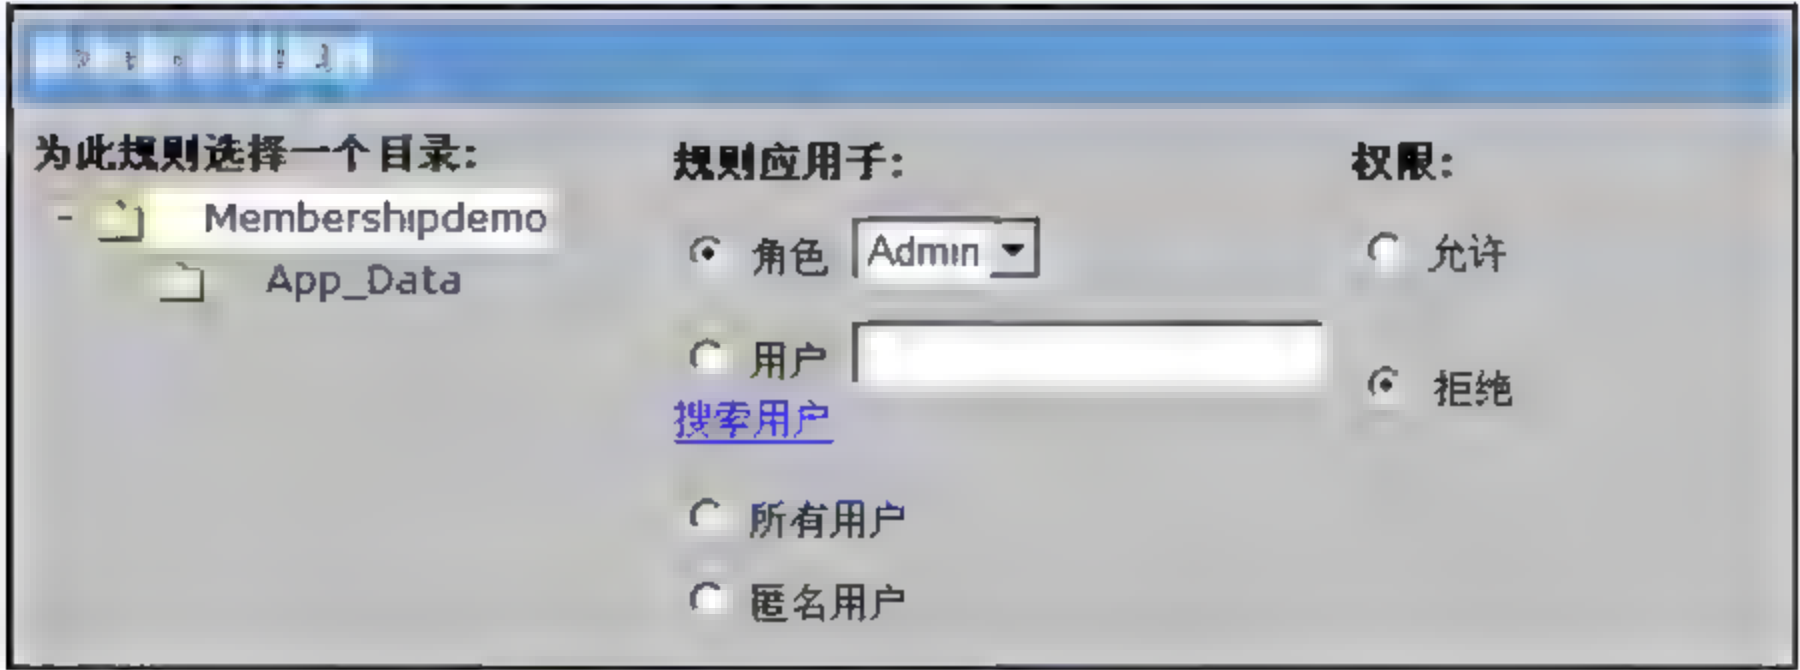 为此规则选择一个目录:
Membershipdemo
App_Data
规则应用于:
角色 Admin
用户
搜索用户
所有用户
匿名用户
权限:
允许
拒绝